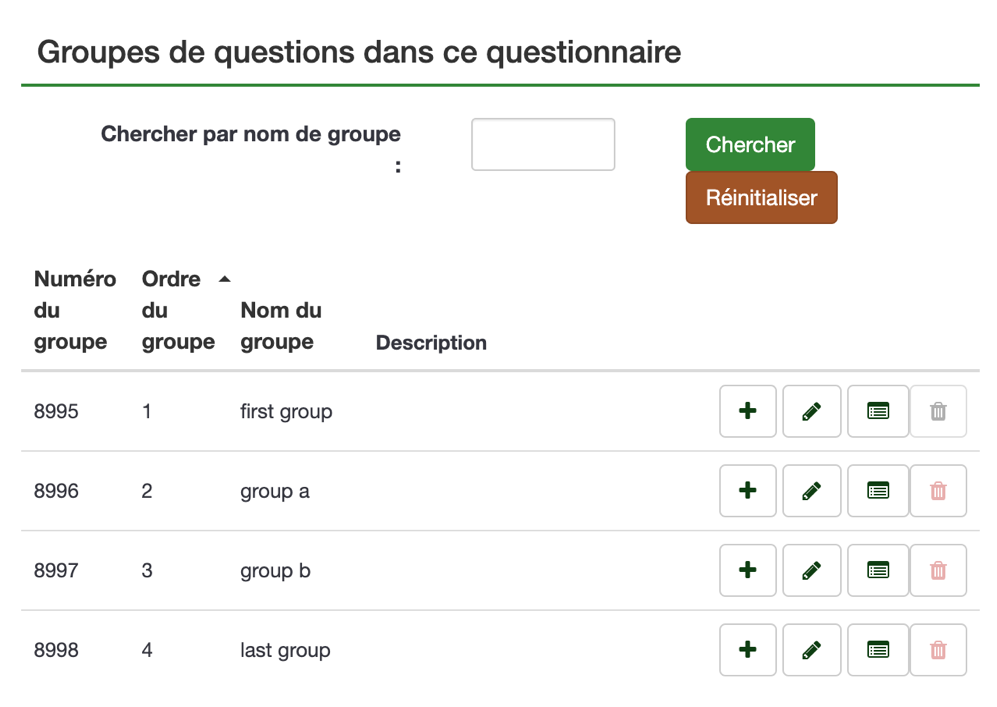 Groupes de questions dans ce questionnaire
Chercher par nom de groupe
:
Chercher
Réinitialiser
Numéro du groupe
Ordre du groupe
Nom du groupe
Description
8995 1 first group
8996 2 group a
8997 3 group b
8998 4 last group